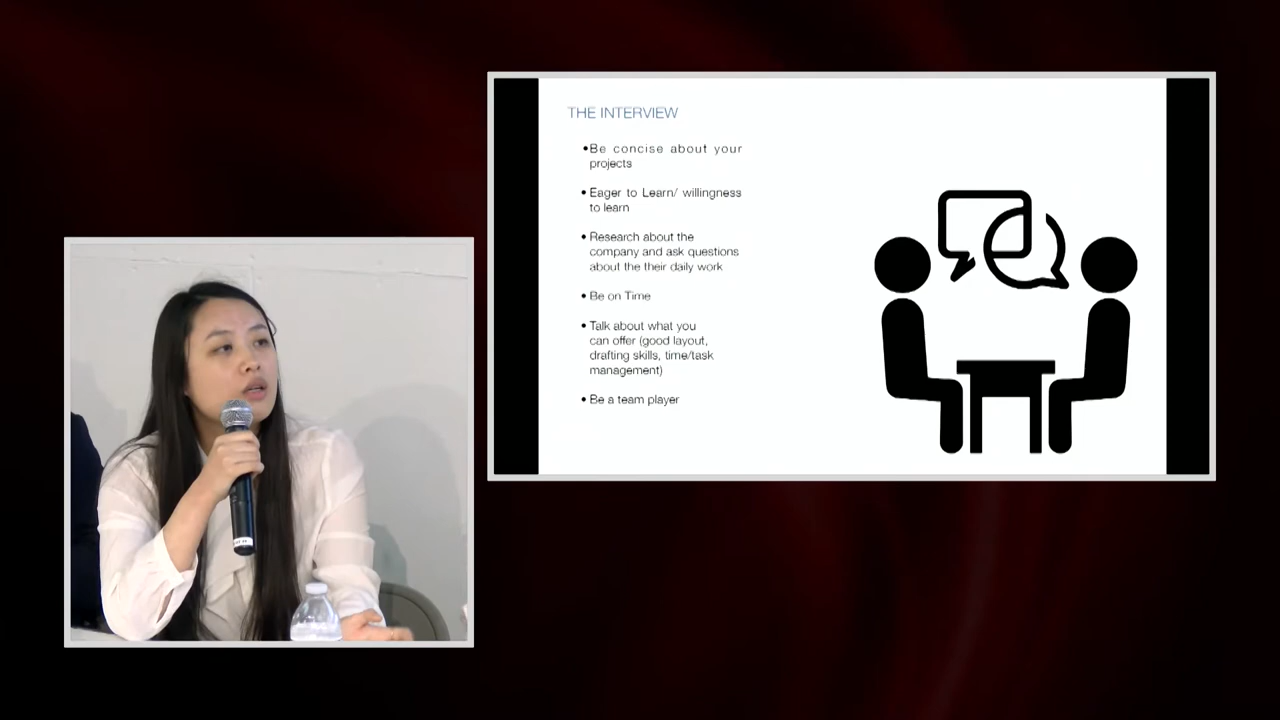 THE INTERVIEW
•Be concise about your
projects
• Eager to Learn/ willingness
to learn
• Research about the
company and ask questions
about the their daily work
• Be on Time
• Talk about what you
can offer (good layout,
drafting skills, time/task
management)
• Be a team player